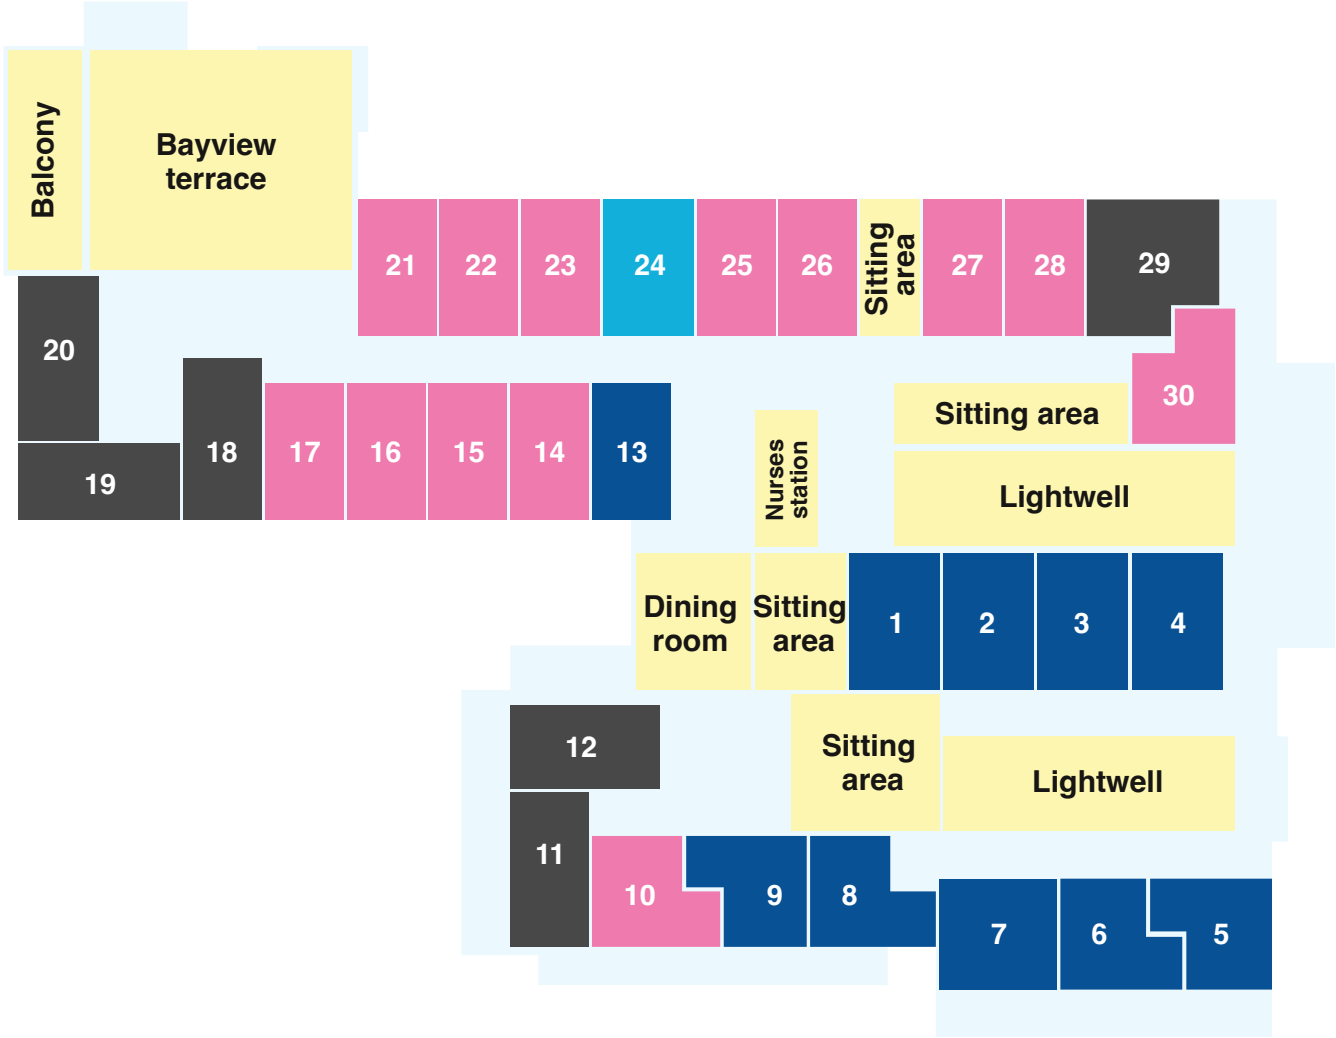 Balcony
Bayview
terrace
21
22
23
24
25
26
Sitting
area
27
28
29
20
30
19
18
17
16
15
14
13
Sitting area
Nurses
station
Lightwell
Dining
room
Sitting
area
1
2
3
4
12
Sitting
area
Lightwell
11
10
9
8
7
6
5